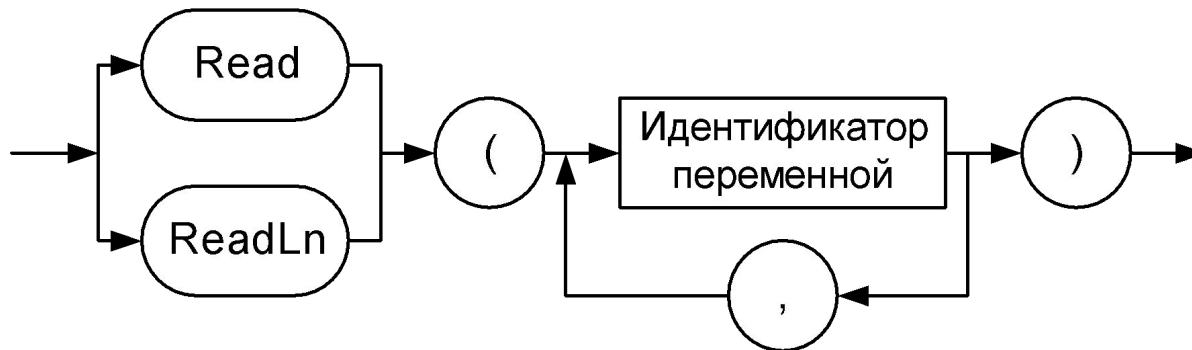 Read
ReadLn
(
Идентификатор
переменной
)
,